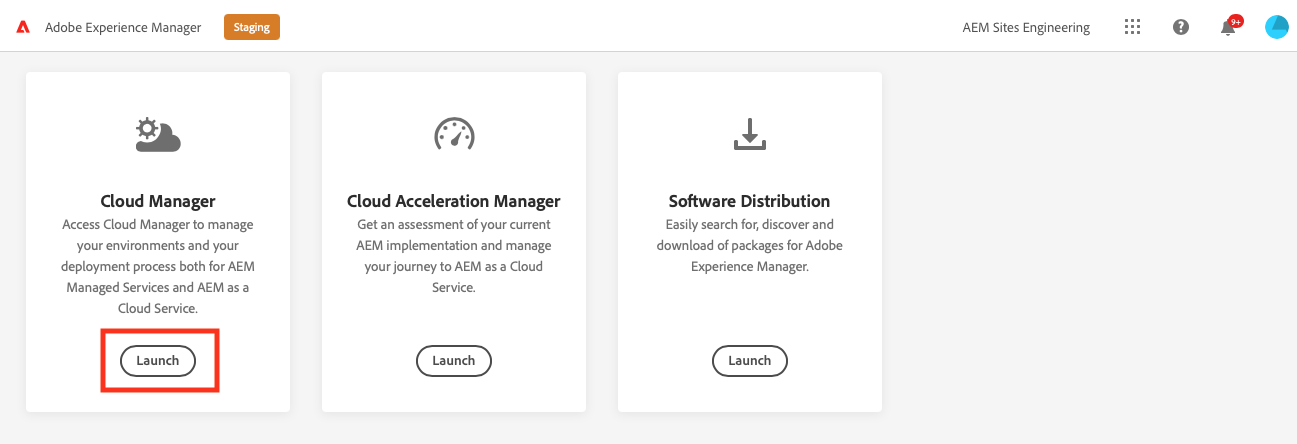 Adobe Experience Manager
Staging
AEM Sites Engineering
?
9+
Cloud Manager
Access Cloud Manager to manage
your environments and your
deployment process both for AEM
Managed Services and AEM as a
Cloud Service.
Launch
Cloud Acceleration Manager
Get an assessment of your current
AEM implementation and manage
your journey to AEM as a Cloud
Service.
Launch
Software Distribution
Easily search for, discover and
download of packages for Adobe
Experience Manager.
Launch